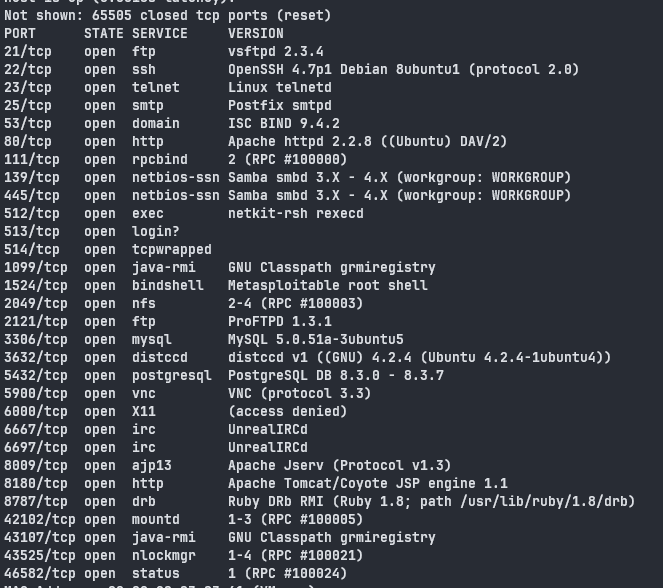 Not shown: 65505 closed tcp ports (reset)
PORT STATE SERVICE VERSION
21/tcp open ftp vsftpd 2.3.4
22/tcp open ssh OpenSSH 4.7p1 Debian 8ubuntu1 (protocol 2.0)
23/tcp open telnet Linux telnetd
25/tcp open smtp Postfix smtpd
53/tcp open domain ISC BIND 9.4.2
80/tcp open http Apache httpd 2.2.8 ((Ubuntu) DAV/2)
111/tcp open rpcbind 2 (RPC #100000)
139/tcp open netbios-ssn Samba smbd 3.X - 4.X (workgroup: WORKGROUP)
445/tcp open netbios-ssn Samba smbd 3.X - 4.X (workgroup: WORKGROUP)
512/tcp open exec netkit-rsh rexecd
513/tcp open login?
514/tcp open tcpwrapped
1099/tcp open java-rmi GNU Classpath grmiregistry
1524/tcp open bindshell Metasploitable root shell
2049/tcp open nfs 2-4 (RPC #100003)
2121/tcp open ftp ProFTPD 1.3.1
3306/tcp open mysql MySQL 5.0.51a-3ubuntu5
3632/tcp open distccd distccd v1 ((GNU) 4.2.4 (Ubuntu 4.2.4-1ubuntu4))
5432/tcp open postgresql PostgreSQL DB 8.3.0 - 8.3.7
5900/tcp open vnc VNC (protocol 3.3)
6000/tcp open X11 (access denied)
6667/tcp open irc UnrealIRCd
6697/tcp open irc UnrealIRCd
8009/tcp open ajp13 Apache Jserv (Protocol v1.3)
8180/tcp open http Apache Tomcat/Coyote JSP engine 1.1
8787/tcp open drb Ruby DRb RMI (Ruby 1.8; path /usr/lib/ruby/1.8/drb)
42102/tcp open mountd 1-3 (RPC #100005)
43107/tcp open java-rmi GNU Classpath grmiregistry
43525/tcp open nlockmgr 1-4 (RPC #100021)
46582/tcp open status 1 (RPC #100024)